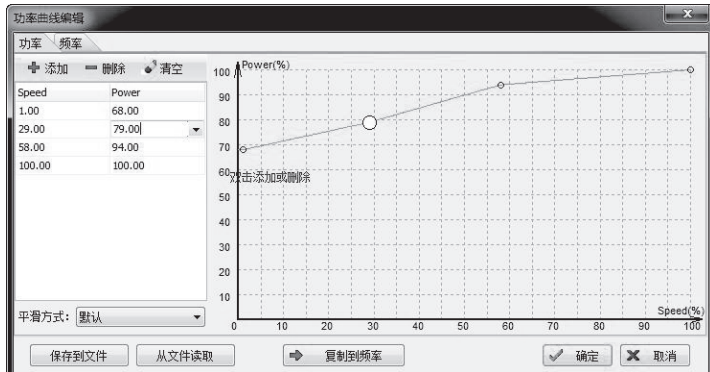 功率曲线编辑
功率 频率
添加 删除 清空
Speed Power
1.00 68.00
29.00 79.00
58.00 94.00
100.00 100.00
平滑方式： 默认
Power(%)
100
90
80
70
60
双击添加或删除
50
40
30
20
10
Speed(%)
0 10 20 30 40 50 60 70 80 90 100
保存到文件 从文件读取 复制到频率 确定 取消